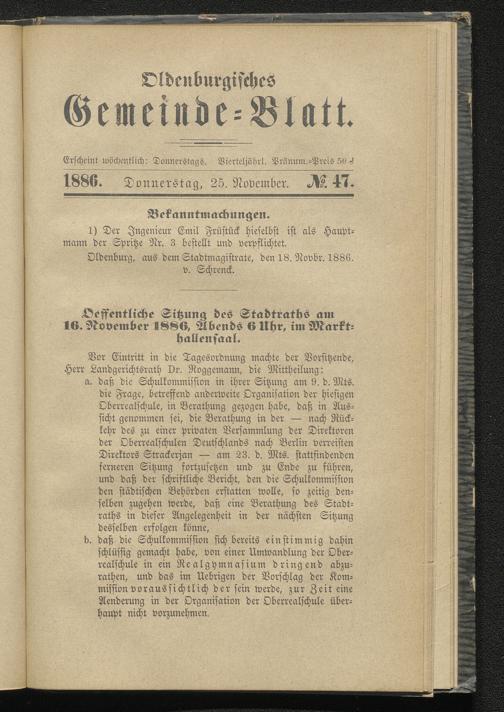 Oldenburgisches
Gemeinde=Blatt.
Erscheint wöchentlich: Donnerstags. Vierteljährl. Pränum.=Preis 50 ₰
1886. Donnerstag, 25. November. №. 47.
Bekanntmachungen.
1) Der Ingenieur Emil Früstück hieselbst ist als Haupt-
mann der Spritze Nr. 3 bestellt und verpflichtet.
Oldenburg, aus dem Stadtmagistrate, den 18. Novbr. 1886.
v. Schrenck.
Oeffentliche Sitzung des Stadtraths am
16. November 1886, Abends 6 Uhr, im Markt-
hallensaal.
Vor Eintritt in die Tagesordnung machte der Vorsitzende,
Herr Landgerichtsrath Dr. Roggemann, die Mittheilung:
a. daß die Schulkommission in ihrer Sitzung am 9. d. Mts.
die Frage, betreffend anderweite Organisation der hiesigen
Oberrealschule, in Berathung gezogen habe, daß in Aus-
sicht genommen sei, die Berathung in der — nach Rück-
kehr des zu einer privaten Versammlung der Direktoren
der Oberrealschulen Deutschlands nach Berlin verreisten
Direktors Strackerjan — am 23. d. Mts. stattfindenden
ferneren Sitzung fortzusetzen und zu Ende zu führen,
und daß der schriftliche Bericht, den die Schulkommission
den städtischen Behörden erstatten wolle, so zeitig den-
selben zugehen werde, daß eine Berathung des Stadt-
raths in dieser Angelegenheit in der nächsten Sitzung
desselben erfolgen könne,
b. daß die Schulkommission sich bereits einstimmig dahin
schlüssig gemacht habe, von einer Umwandlung der Ober-
realschule in ein Realgymnasium dringend abzu-
rathen, und das im Uebrigen der Vorschlag der Kom-
mission voraussichtlich der sein werde, zur Zeit eine
Aenderung in der Organisation der Oberrealschule über-
haupt nicht vorzunehmen.